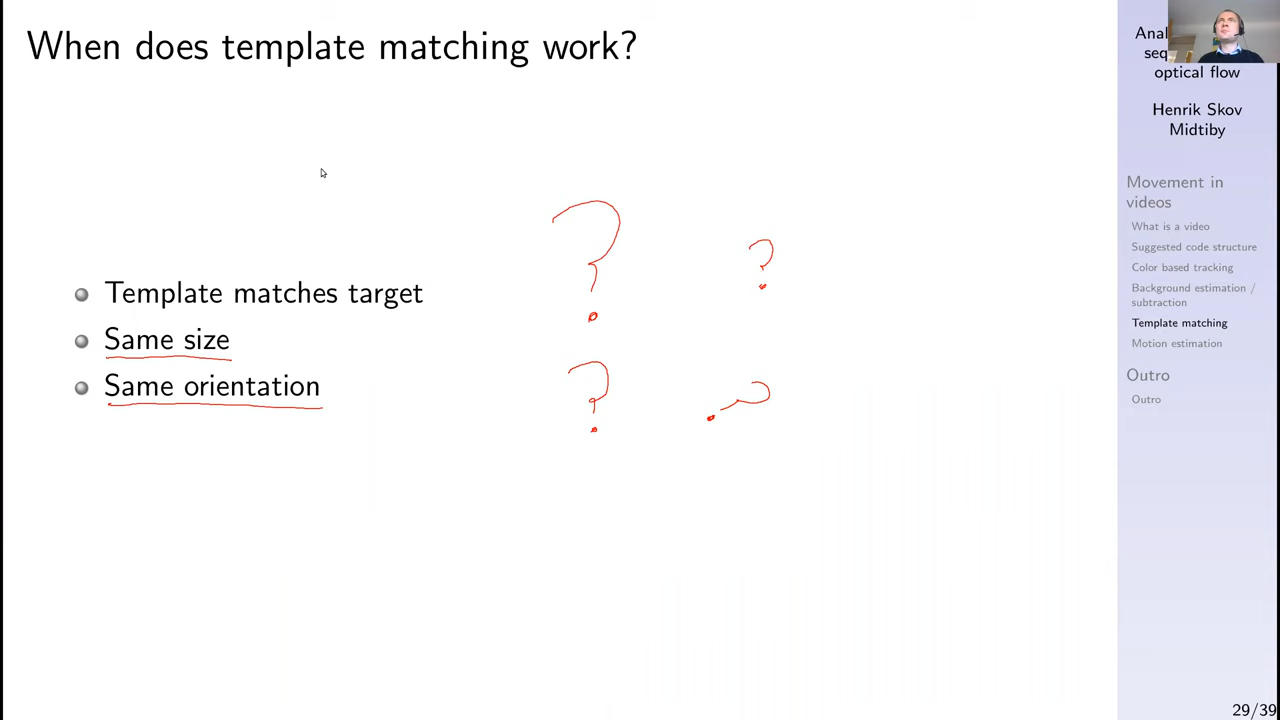 When does template matching work?
Template matches target
Same size
Same orientation
?
?
?
?
Anal
seq
optical flow
Henrik Skov
Midtiby
Movement in
videos
What is a video
Suggested code structure
Color based tracking
Background estimation /
subtraction
Template matching
Motion estimation
Outro
Outro
29/39